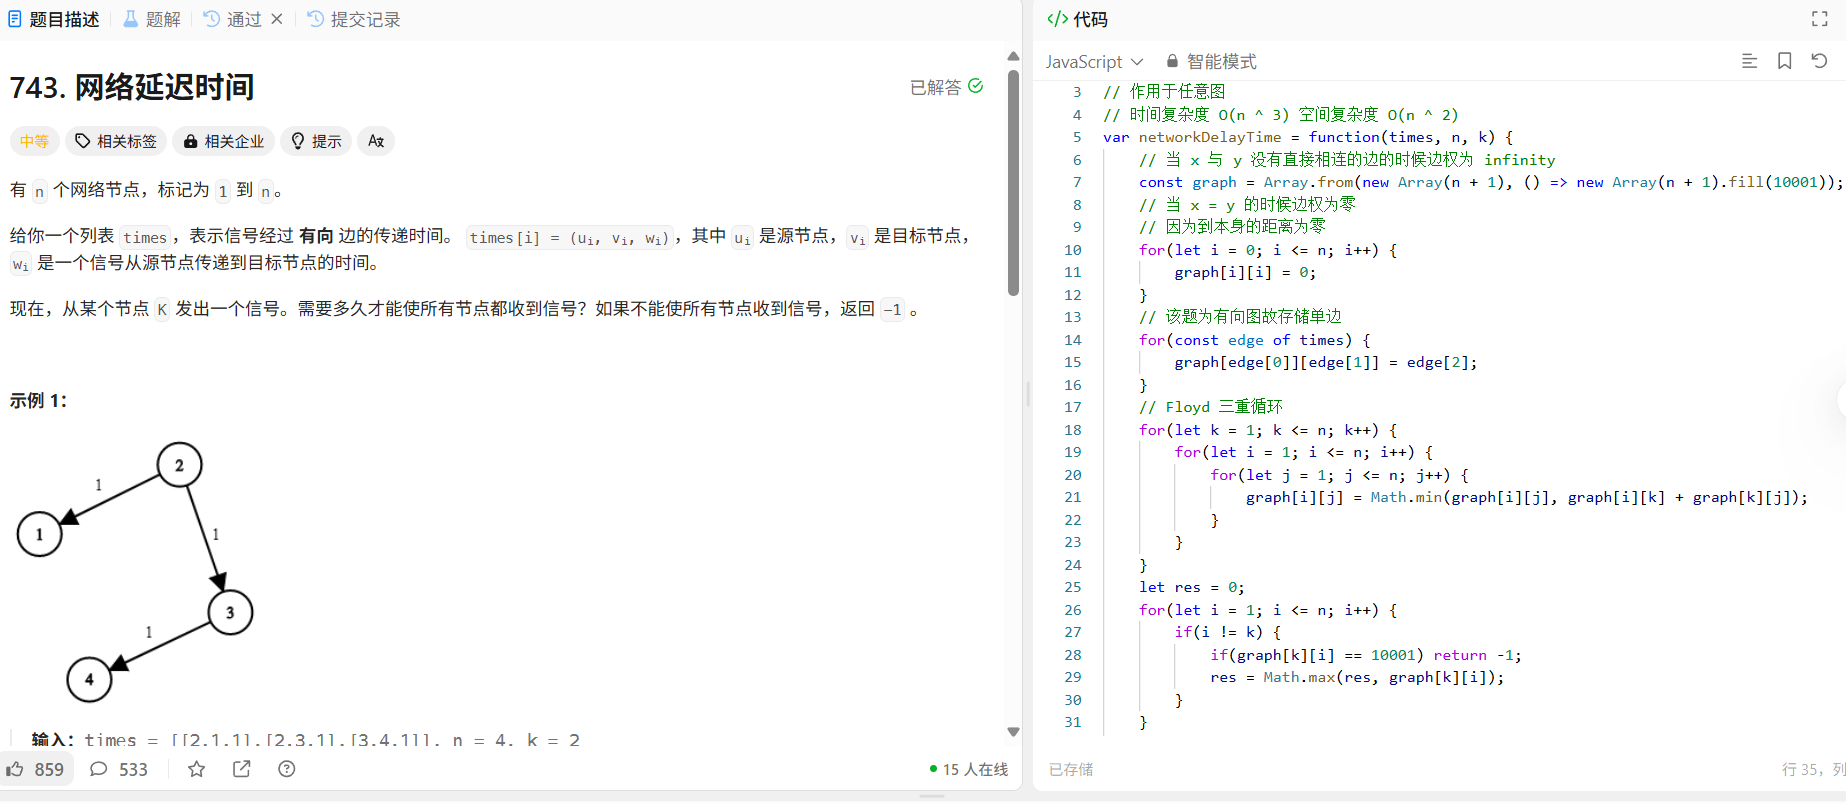 题目描述 题解 通过 × 提交记录
743. 网络延迟时间
已解答
中等 相关标签 相关企业 提示
有 n 个网络节点，标记为 1 到 n。
给你一个列表 times，表示信号经过 有向 边的传递时间。 times[i] = (ui, vi, wi)，其中 ui 是源节点，vi 是目标节点，
wi 是一个信号从源节点传递到目标节点的时间。
现在，从某个节点 K 发出一个信号。需要多久才能使所有节点都收到信号？如果不能使所有节点收到信号，返回 -1 。
示例 1：
2
1
1
1
3
1
4
输入：times = [[2,1,1],[2,3,1],[3,4,1]], n = 4, k = 2
859 533
15 人在线
</> 代码
JavaScript 智能模式
3 // 作用于任意图
4 // 时间复杂度 O(n ^ 3) 空间复杂度 O(n ^ 2)
5 var networkDelayTime = function(times, n, k) {
6 // 当 x 与 y 没有直接相连的边的时候边权为 infinity
7 const graph = Array.from(new Array(n + 1), () => new Array(n + 1).fill(10001));
8 // 当 x = y 的时候边权为零
9 // 因为到本身的距离为零
10 for(let i = 0; i <= n; i++) {
11 graph[i][i] = 0;
12 }
13 // 该题为有向图故存储单边
14 for(const edge of times) {
15 graph[edge[0]][edge[1]] = edge[2];
16 }
17 // Floyd 三重循环
18 for(let k = 1; k <= n; k++) {
19 for(let i = 1; i <= n; i++) {
20 for(let j = 1; j <= n; j++) {
21 graph[i][j] = Math.min(graph[i][j], graph[i][k] + graph[k][j]);
22 }
23 }
24 }
25 let res = 0;
26 for(let i = 1; i <= n; i++) {
27 if(i != k) {
28 if(graph[k][i] == 10001) return -1;
29 res = Math.max(res, graph[k][i]);
30 }
31 }
已存储
行 35，列